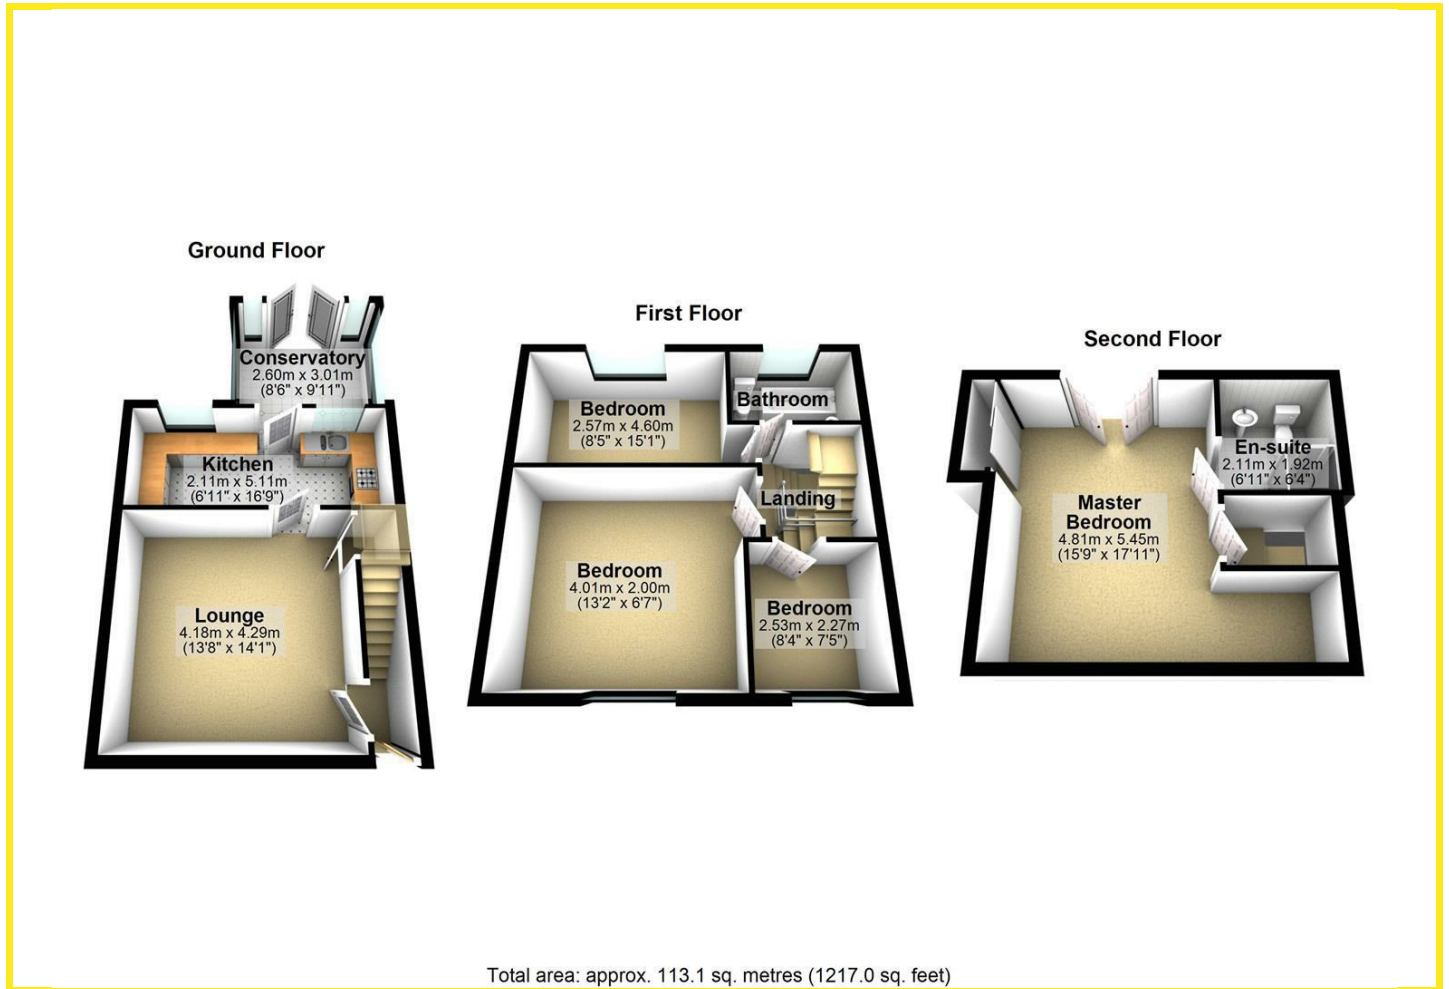 Ground Floor
Conservatory
2.60m x 3.01m
(8'6" x 9'11")
Kitchen
2.11m x 5.11m
(6'11" x 16'9")
Lounge
4.18m x 4.29m
(13'8" x 14'1")
First Floor
Bedroom
2.57m x 4.60m
(8'5" x 15'1")
Bathroom
Landing
Bedroom
4.01m x 2.00m
(13'2" x 6'7")
Bedroom
2.53m x 2.27m
(8'4" x 7'5")
Second Floor
En-suite
2.11m x 1.92m
(6'11" x 6'4")
Master
Bedroom
4.81m x 5.45m
(15'9" x 17'11")
Total area: approx. 113.1 sq. metres (1217.0 sq. feet)